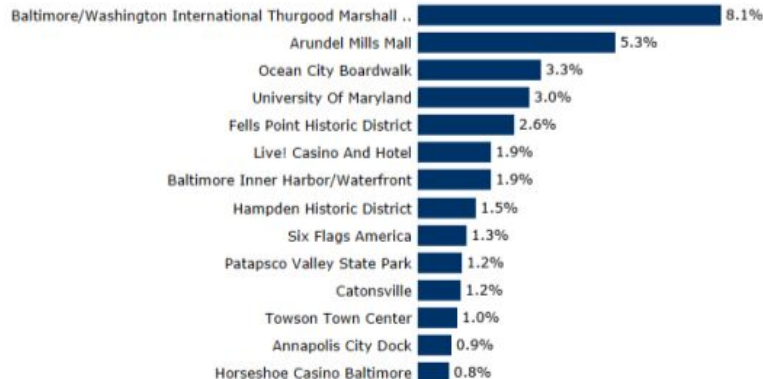 Baltimore/Washington International Thurgood Marshall .. 8.1%
Arundel Mills Mall 5.3%
Ocean City Boardwalk 3.3%
University Of Maryland 3.0%
Fells Point Historic District 2.6%
Live! Casino And Hotel 1.9%
Baltimore Inner Harbor/Waterfront 1.9%
Hampden Historic District 1.5%
Six Flags America 1.3%
Patapsco Valley State Park 1.2%
Catonsville 1.2%
Towson Town Center 1.0%
Annapolis City Dock 0.9%
Horseshoe Casino Baltimore 0.8%